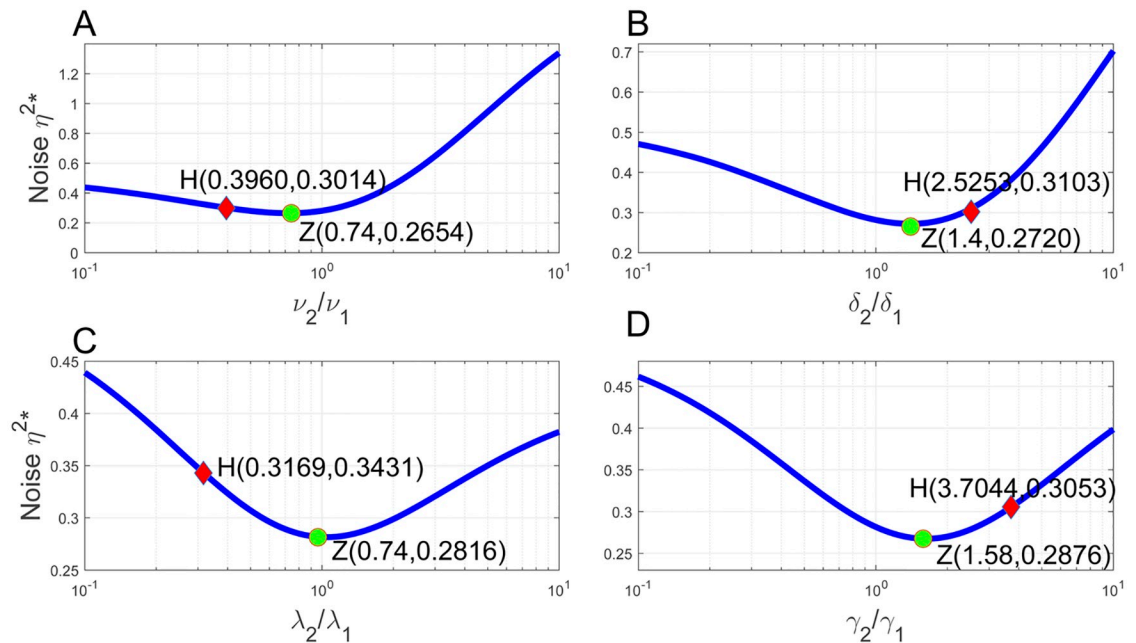 A
Noise η²*
1.2
1
0.8
0.6
0.4
0.2
0
H(0.3960,0.3014)
Z(0.74,0.2654)
10⁻¹ 10⁰ 10¹
ν₂/ν₁
B
0.7
0.6
0.5
0.4
0.3
0.2
H(2.5253,0.3103)
Z(1.4,0.2720)
10⁻¹ 10⁰ 10¹
δ₂/δ₁
C
Noise η²*
0.45
0.4
0.35
0.3
0.25
H(0.3169,0.3431)
Z(0.74,0.2816)
10⁻¹ 10⁰ 10¹
λ₂/λ₁
D
0.45
0.4
0.35
0.3
0.25
H(3.7044,0.3053)
Z(1.58,0.2876)
10⁻¹ 10⁰ 10¹
γ₂/γ₁